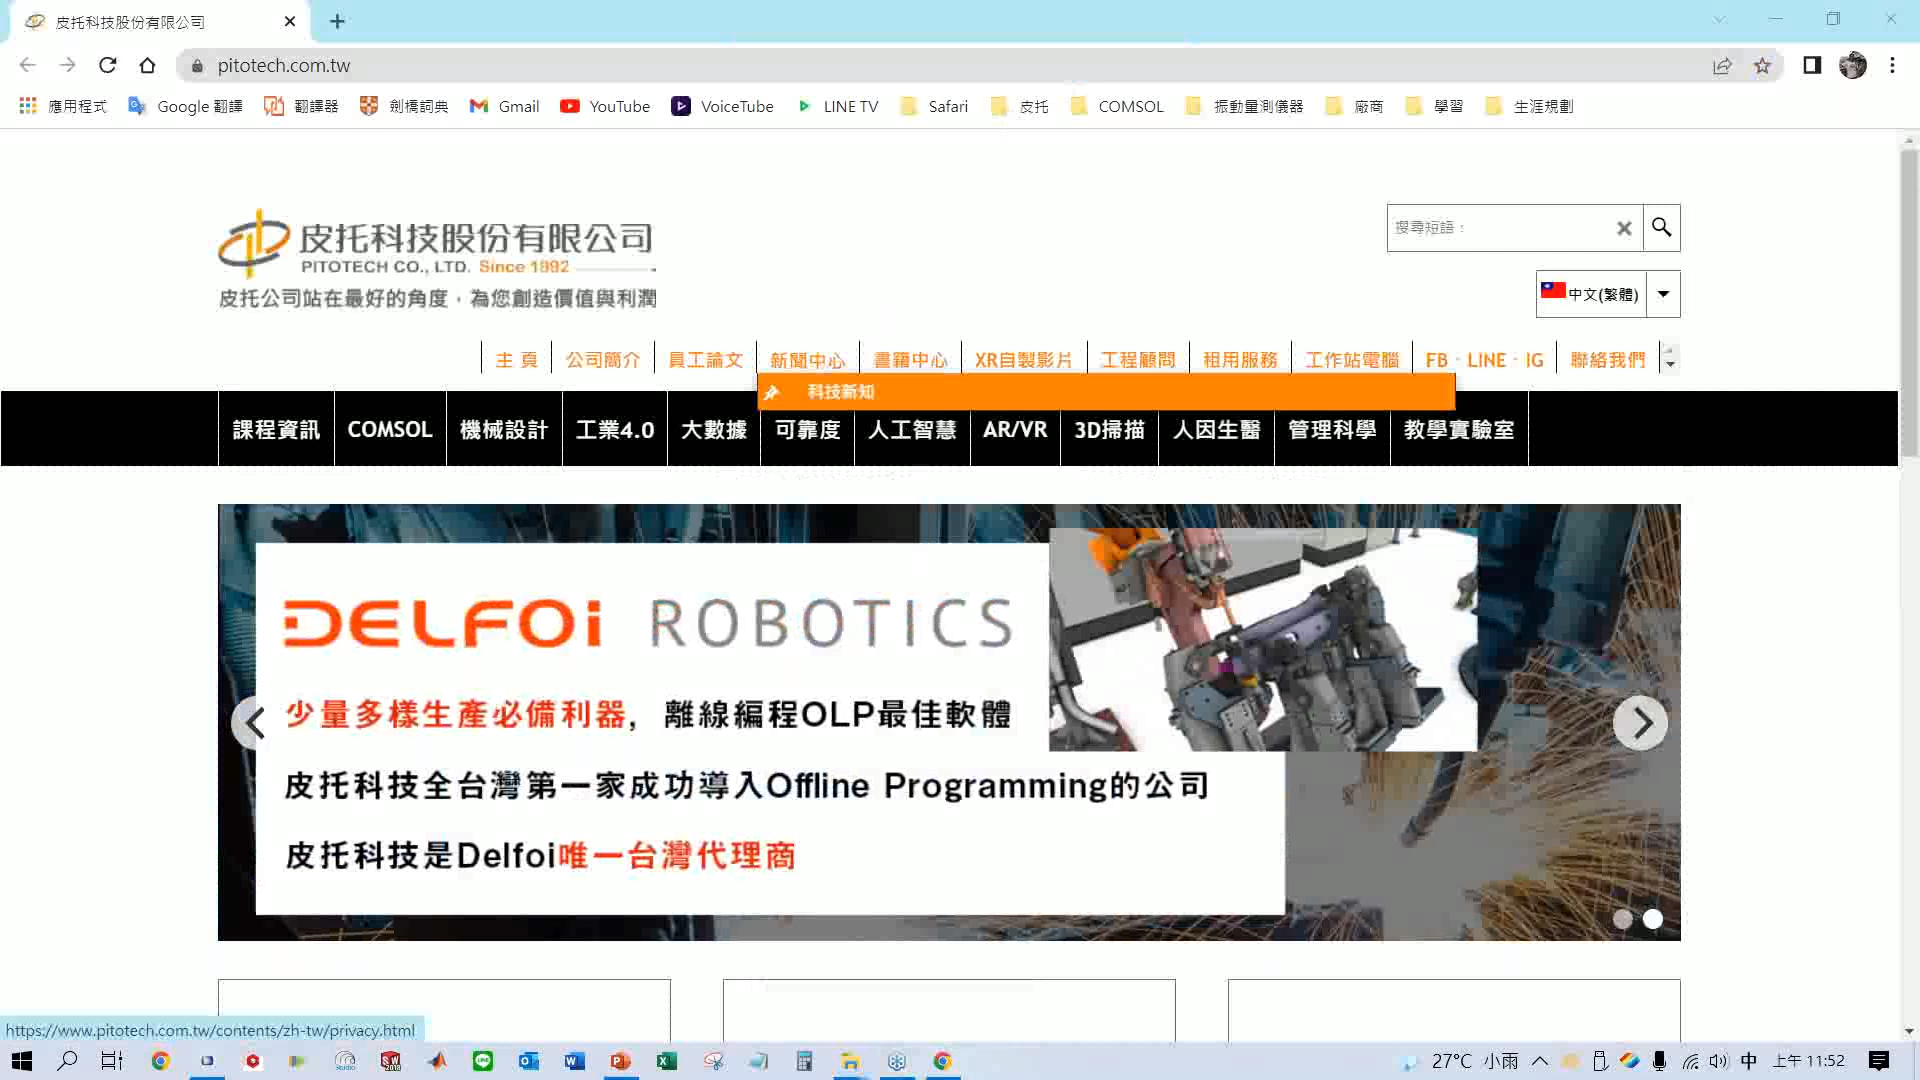 皮托科技股份有限公司
pitotech.com.tw
應用程式 Google 翻譯 翻譯器 劍橋詞典 Gmail YouTube VoiceTube LINE TV Safari 皮托 COMSOL 振動量測儀器 廠商 學習 生涯規劃
皮托科技股份有限公司
PITOTECH CO., LTD. Since 1992
皮托公司站在最好的角度，為您創造價值與利潤
搜尋短語：
中文(繁體)
主 頁 公司簡介 員工論文 新聞中心 書籍中心 XR自製影片 工程顧問 租用服務 工作站電腦 FB‧LINE‧IG 聯絡我們
科技新知
課程資訊 COMSOL 機械設計 工業4.0 大數據 可靠度 人工智慧 AR/VR 3D掃描 人因生醫 管理科學 教學實驗室
DELFOi ROBOTICS
少量多樣生產必備利器, 離線編程OLP最佳軟體
皮托科技全台灣第一家成功導入Offline Programming的公司
皮托科技是Delfoi唯一台灣代理商
https://www.pitotech.com.tw/contents/zh-tw/privacy.html
27°C 小雨 中 上午 11:52